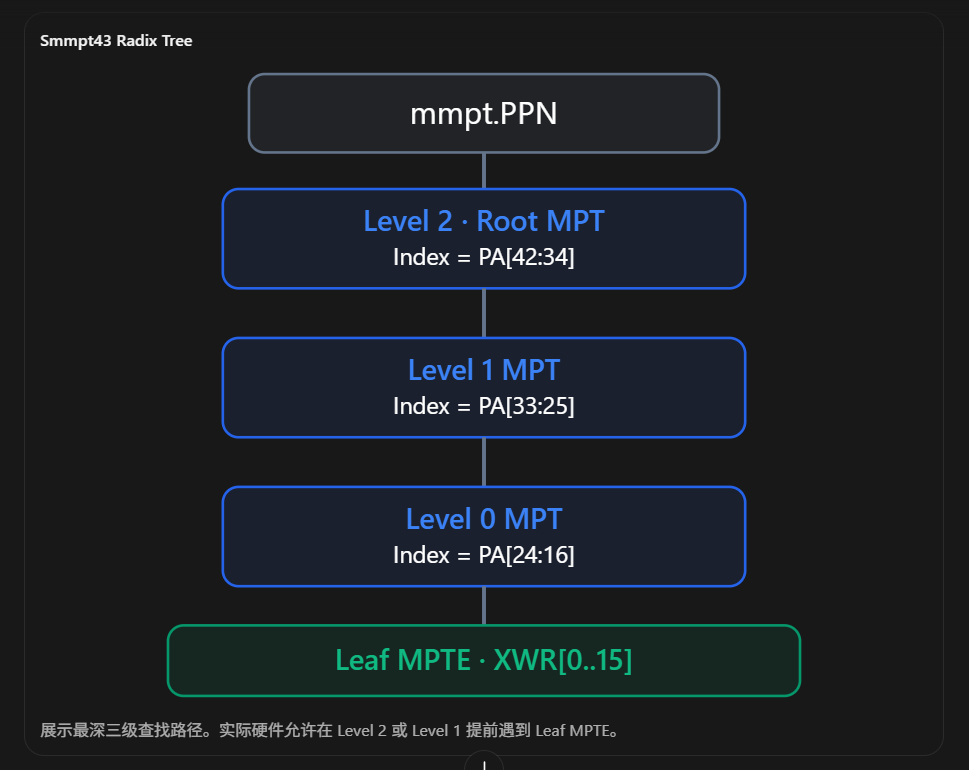 Smmpt43 Radix Tree
mmpt.PPN
Level 2 · Root MPT
Index = PA[42:34]
Level 1 MPT
Index = PA[33:25]
Level 0 MPT
Index = PA[24:16]
Leaf MPTE · XWR[0..15]
展示最深三级查找路径。实际硬件允许在 Level 2 或 Level 1 提前遇到 Leaf MPTE。